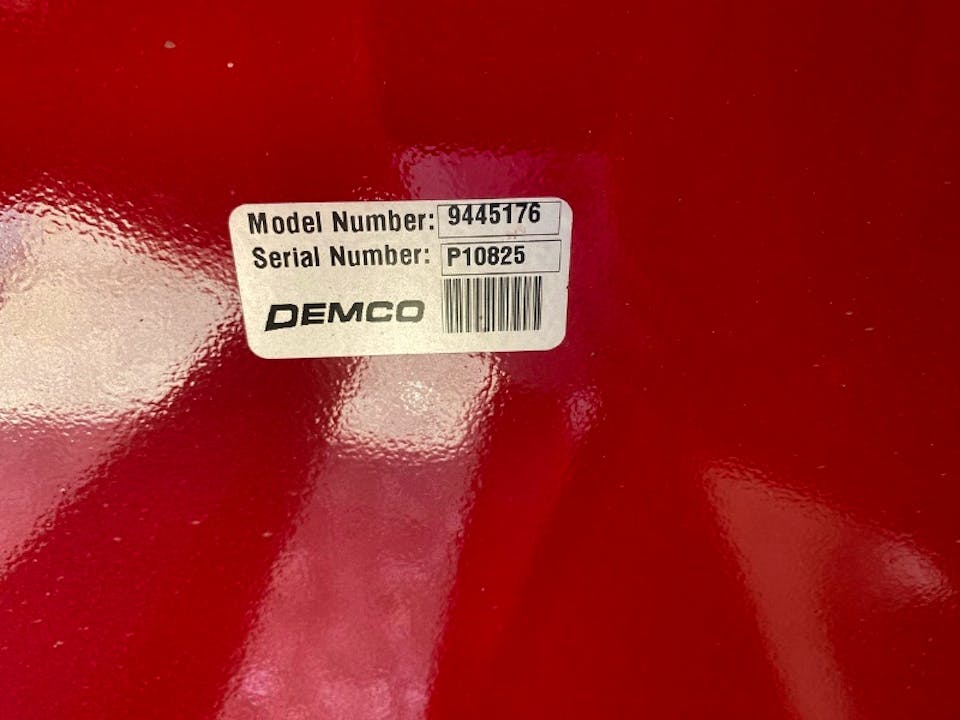 Model Number: 9445176
Serial Number: P10825
DEMCO